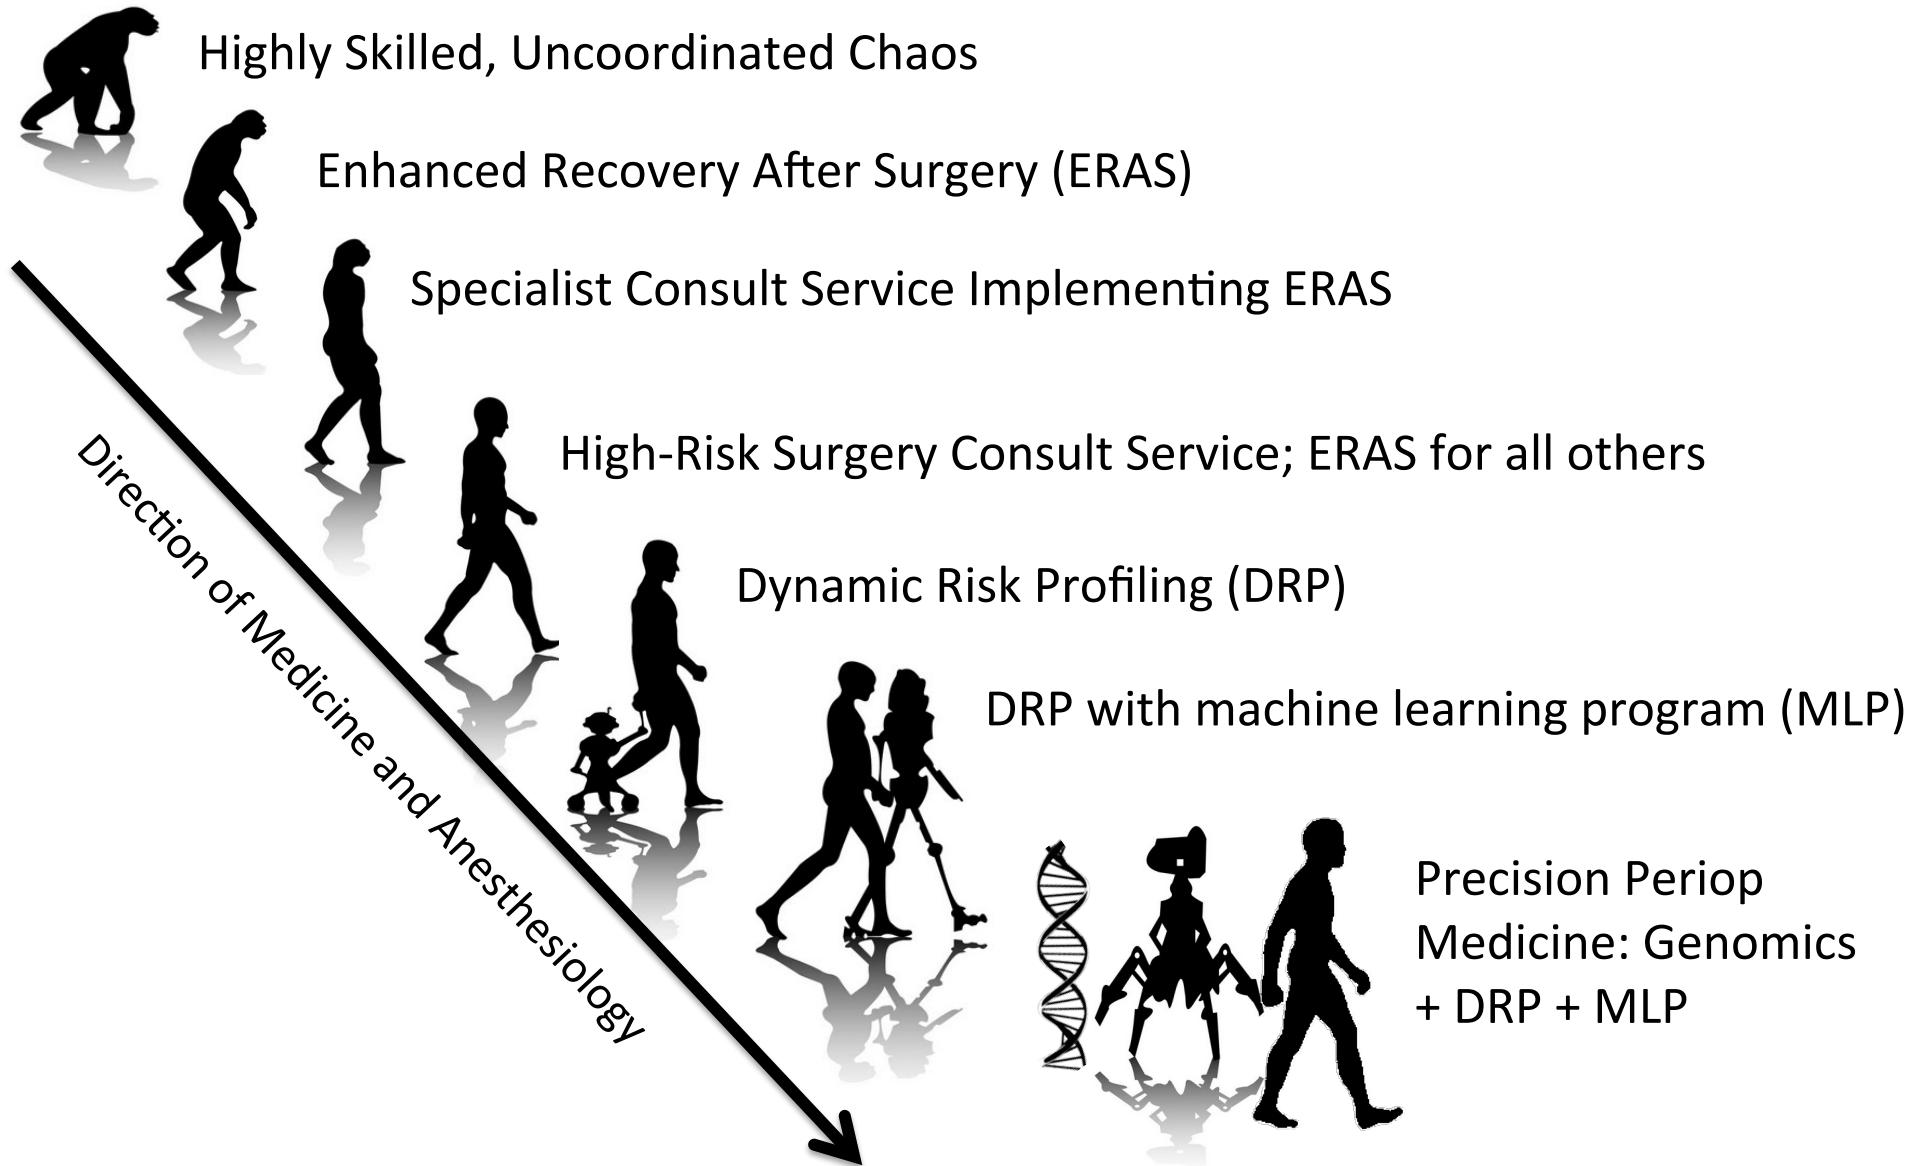 Highly Skilled, Uncoordinated Chaos
Enhanced Recovery After Surgery (ERAS)
Specialist Consult Service Implementing ERAS
High-Risk Surgery Consult Service; ERAS for all others
Dynamic Risk Profiling (DRP)
DRP with machine learning program (MLP)
Precision Periop
Medicine: Genomics
+ DRP + MLP
Direction of Medicine and Anesthesiology